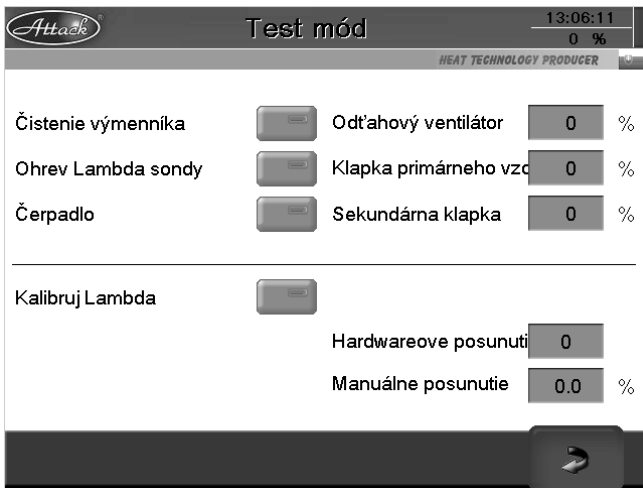 Attack
Test mód
13:06:11
0 %
HEAT TECHNOLOGY PRODUCER
Čistenie výmenníka
Odťahový ventilátor 0 %
Ohrev Lambda sondy
Klapka primárneho vzd 0 %
Čerpadlo
Sekundárna klapka 0 %
Kalibruj Lambda
Hardwareove posunuti 0
Manuálne posunutie 0.0 %